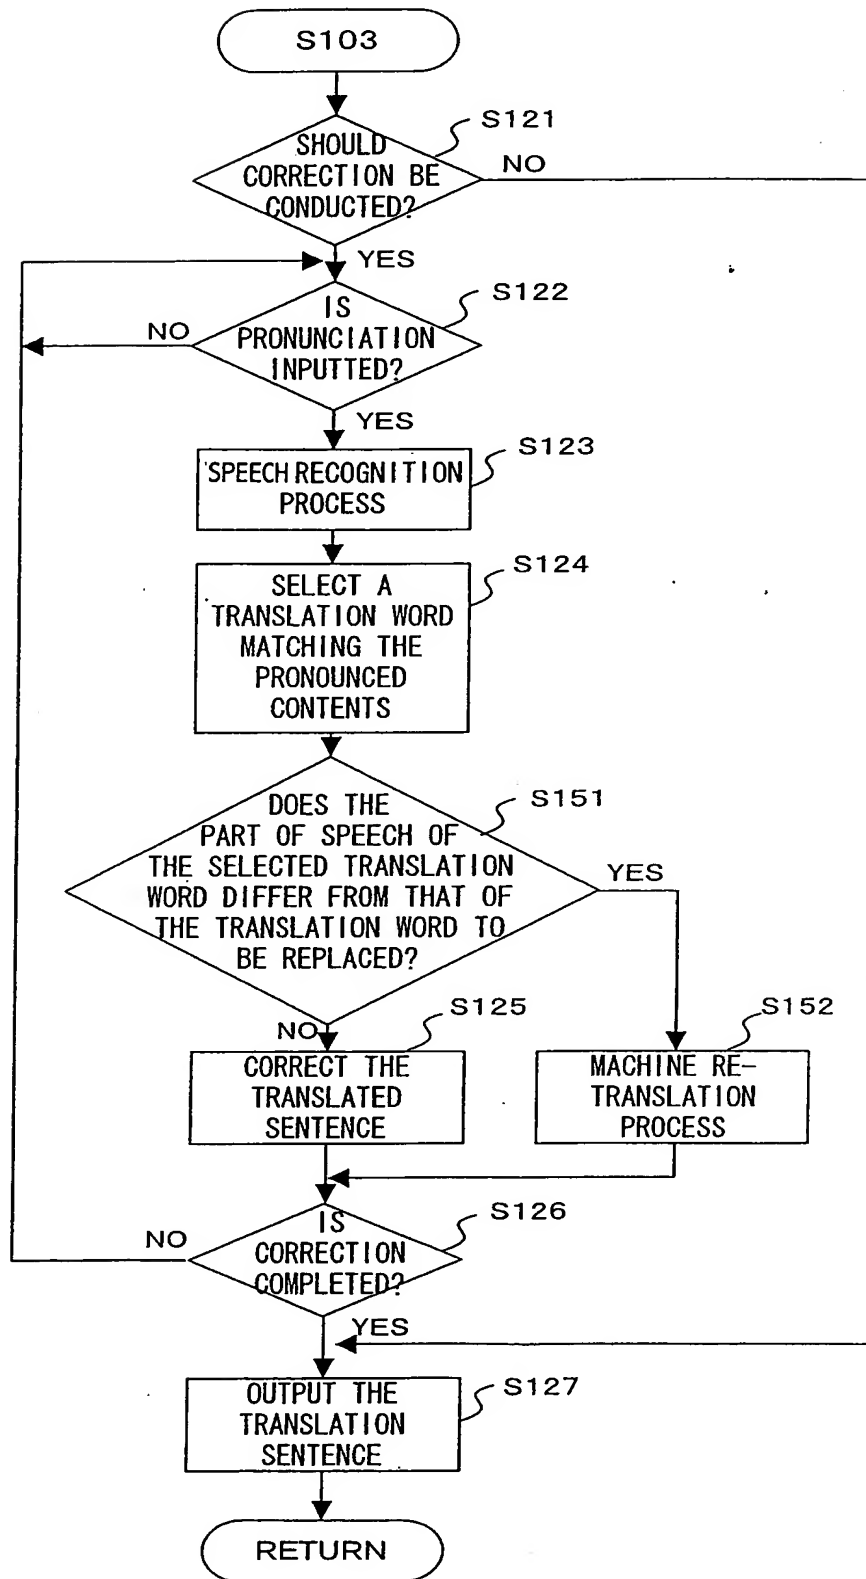 S103
S121
SHOULD
CORRECTION BE
CONDUCTED?
NO
YES
S122
IS
PRONUNCIATION
INPUTTED?
NO
YES
S123
SPEECH RECOGNITION
PROCESS
S124
SELECT A
TRANSLATION WORD
MATCHING THE
PRONOUNCED
CONTENTS
S151
DOES THE
PART OF SPEECH OF
THE SELECTED TRANSLATION
WORD DIFFER FROM THAT OF
THE TRANSLATION WORD TO
BE REPLACED?
YES
NO
S125
CORRECT THE
TRANSLATED
SENTENCE
S152
MACHINE RE-
TRANSLATION
PROCESS
S126
IS
CORRECTION
COMPLETED?
NO
YES
S127
OUTPUT THE
TRANSLATION
SENTENCE
RETURN